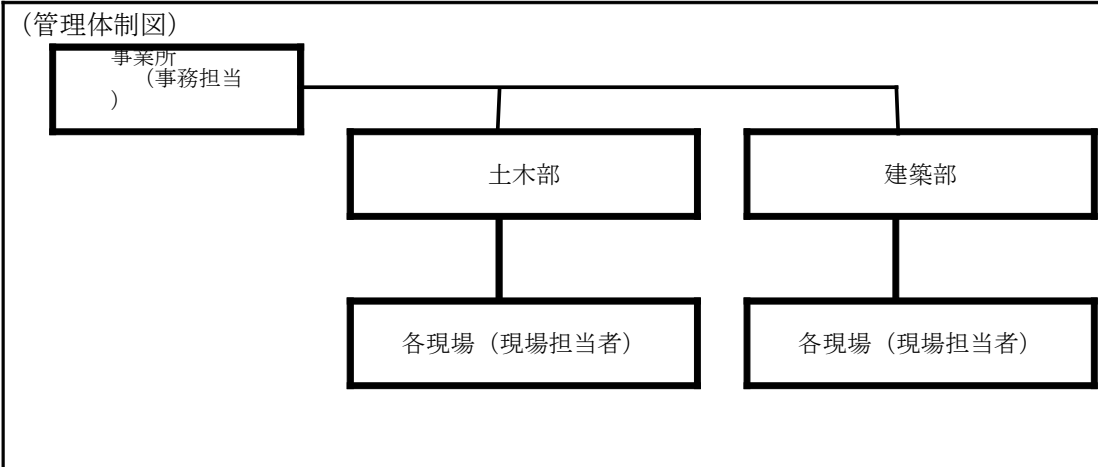 （管理体制図）
事業所
（事務担当
）
土木部
建築部
各現場（現場担当者）
各現場（現場担当者）